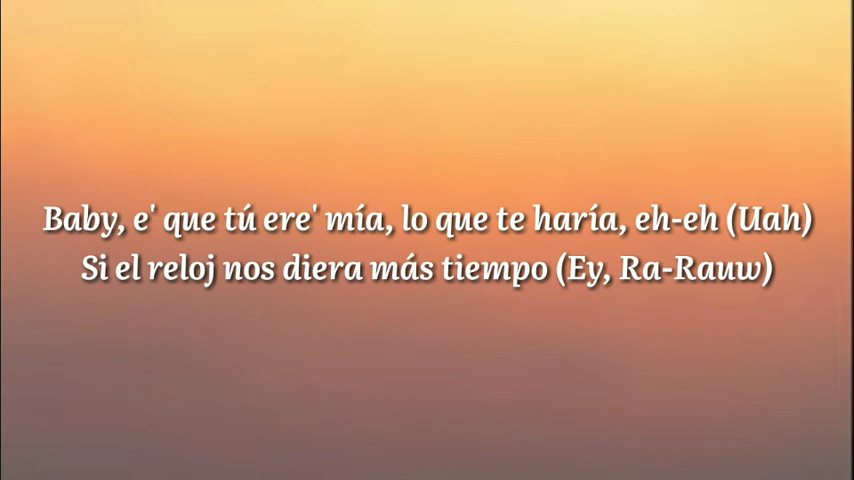 Baby, e' que tú ere' mía, lo que te haría, eh-eh (Uah)
Si el reloj nos diera más tiempo (Ey, Ra-Rauw)